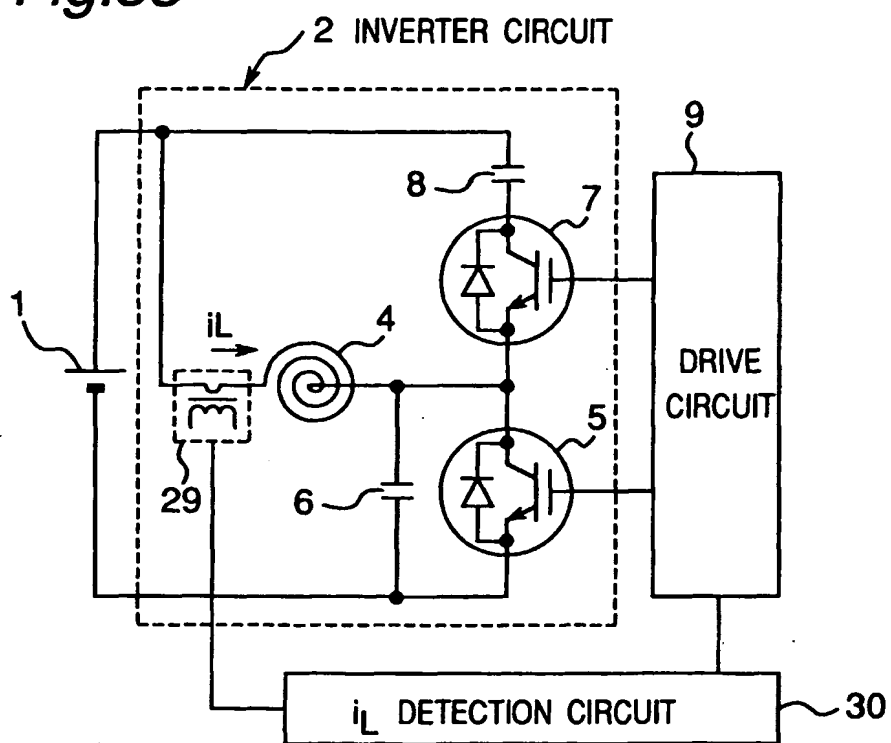 2 INVERTER CIRCUIT
9
8
7
1
iL
4
DRIVE
CIRCUIT
5
29
6
iL DETECTION CIRCUIT
30